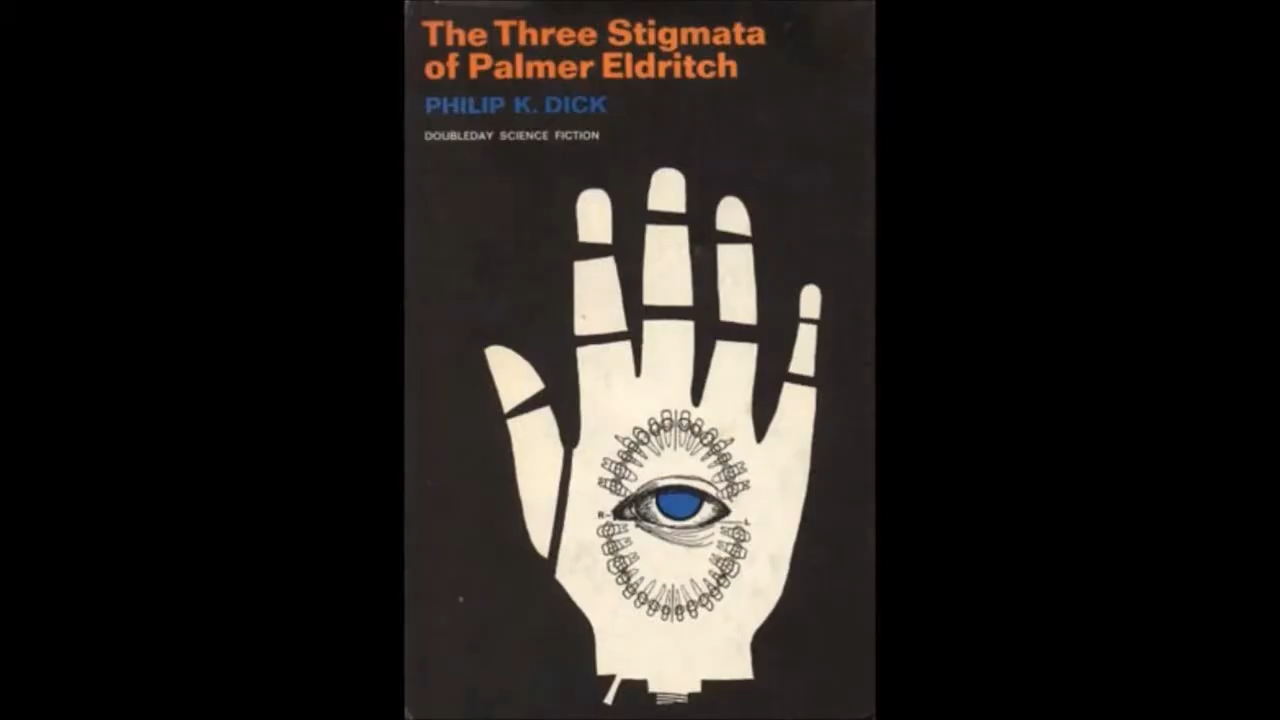 The Three Stigmata
of Palmer Eldritch
PHILIP K. DICK
DOUBLEDAY SCIENCE FICTION
R- L